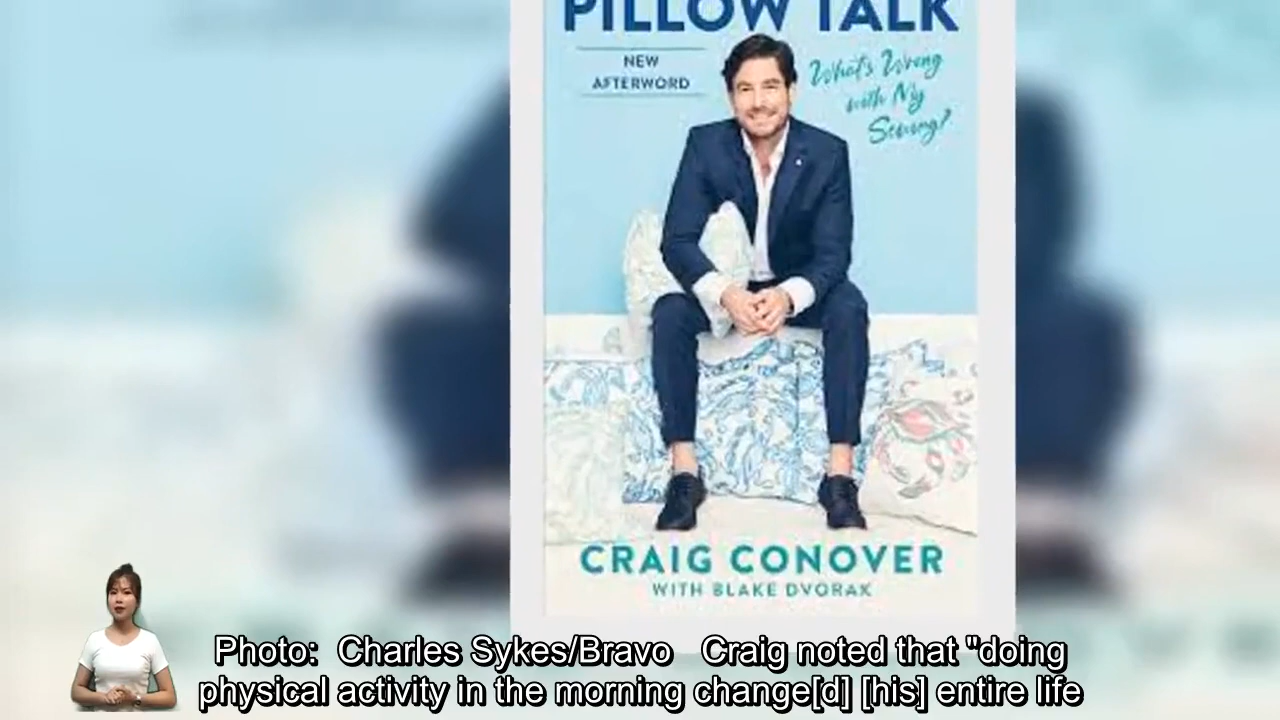 PILLOW TALK
NEW
AFTERWORD
What's Wrong
with My
Sewing?
CRAIG CONOVER
WITH BLAKE DVORAK
Photo: Charles Sykes/Bravo Craig noted that "doing
physical activity in the morning change[d] [his] entire life